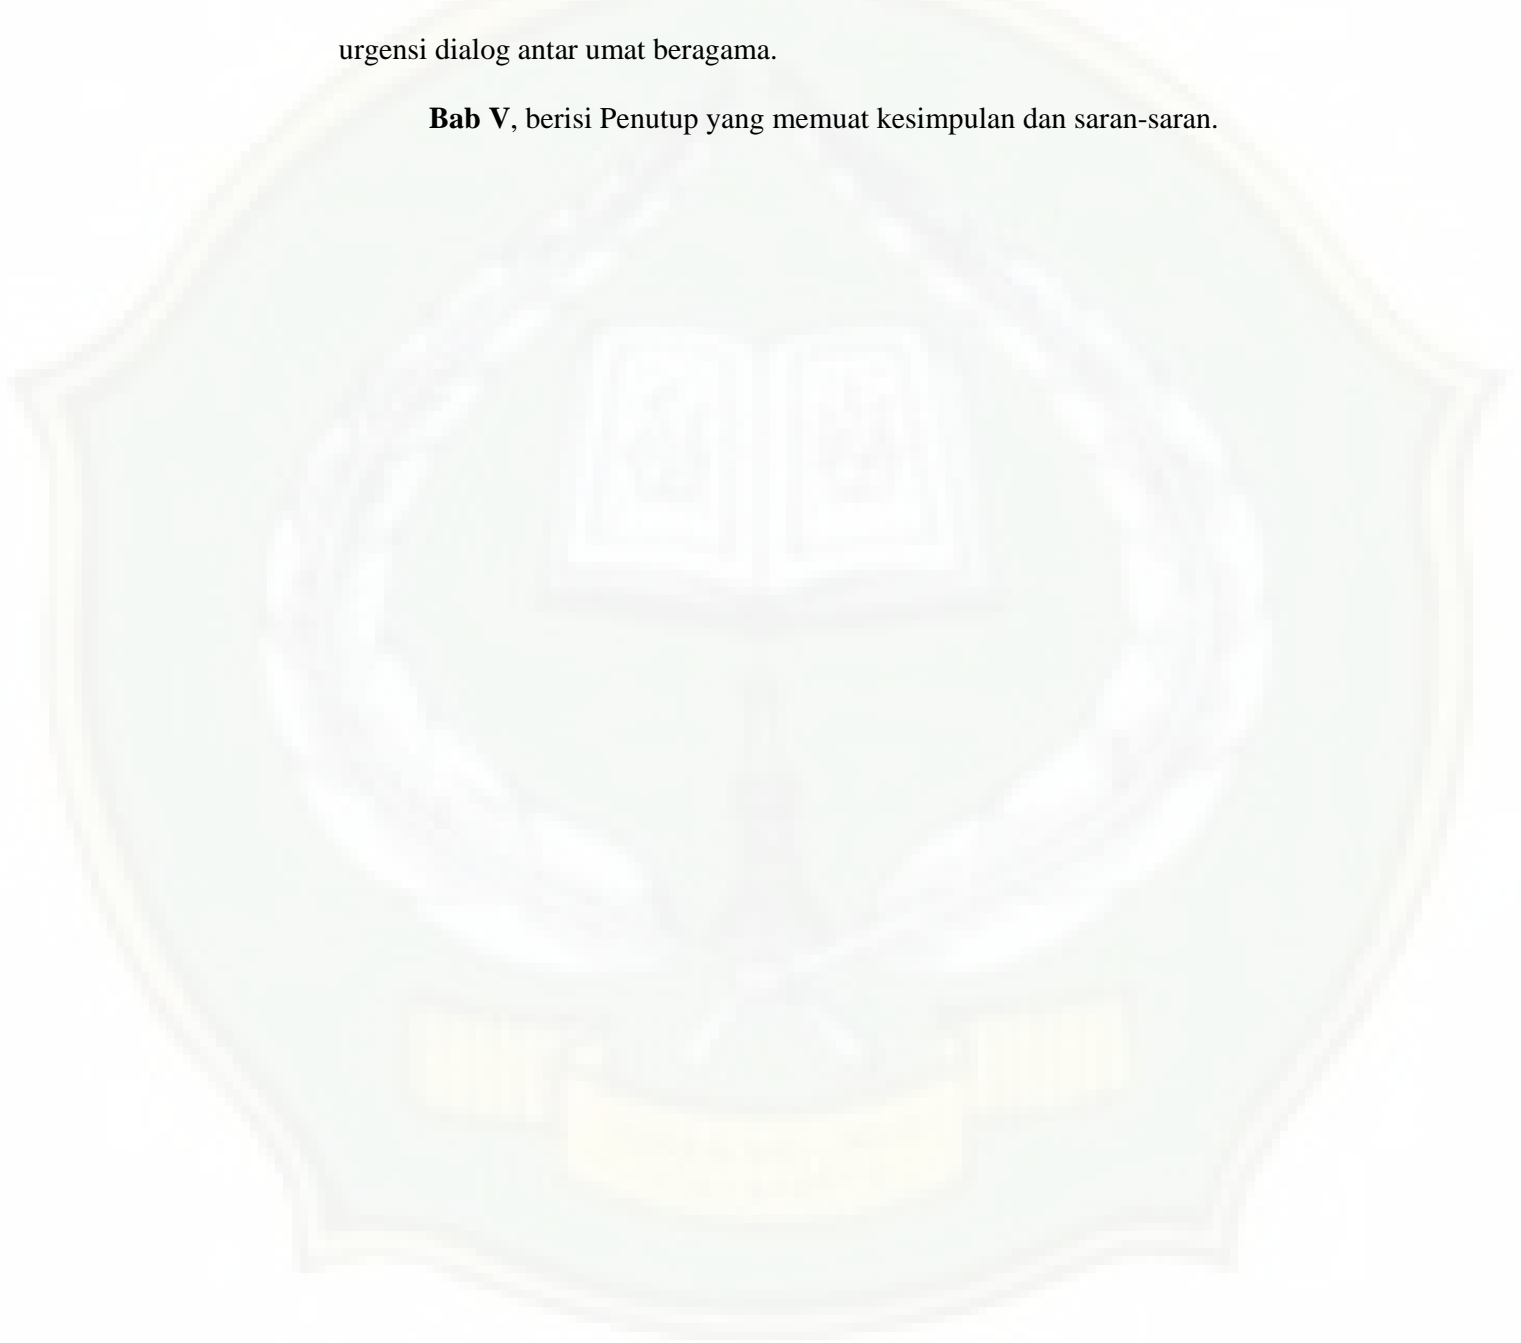 urgensi dialog antar umat beragama.
Bab V, berisi Penutup yang memuat kesimpulan dan saran-saran.